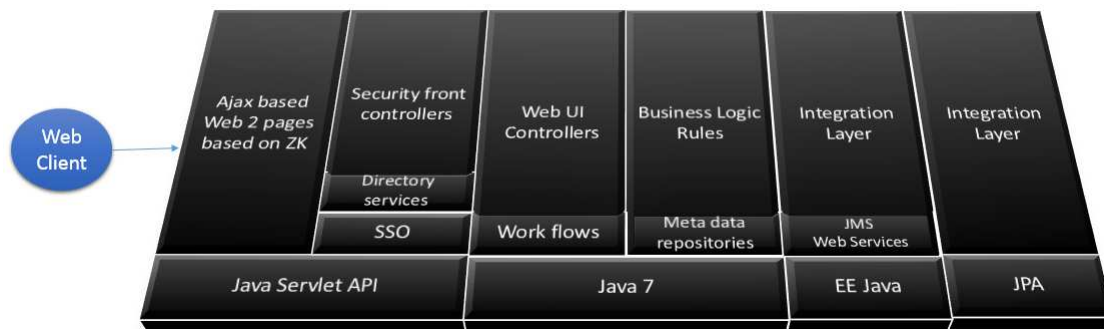 Web
Client
Ajax based
Web 2 pages
based on ZK
Security front
controllers
Directory
services
SSO
Web UI
Controllers
Work flows
Business Logic
Rules
Meta data
repositories
Integration
Layer
JMS
Web Services
Integration
Layer
Java Servlet API
Java 7
EE Java
JPA